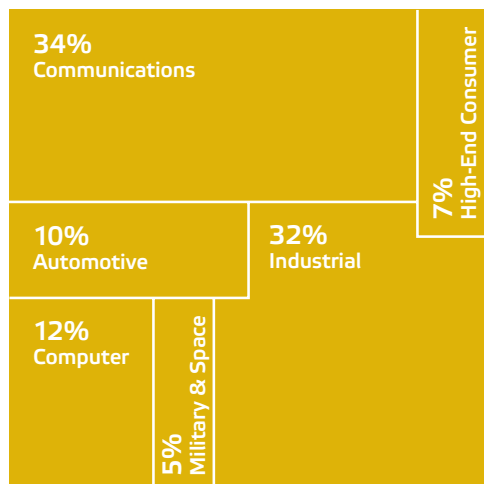 34%
Communications
7%
High-End Consumer
10%
Automotive
32%
Industrial
12%
Computer
5%
Military & Space